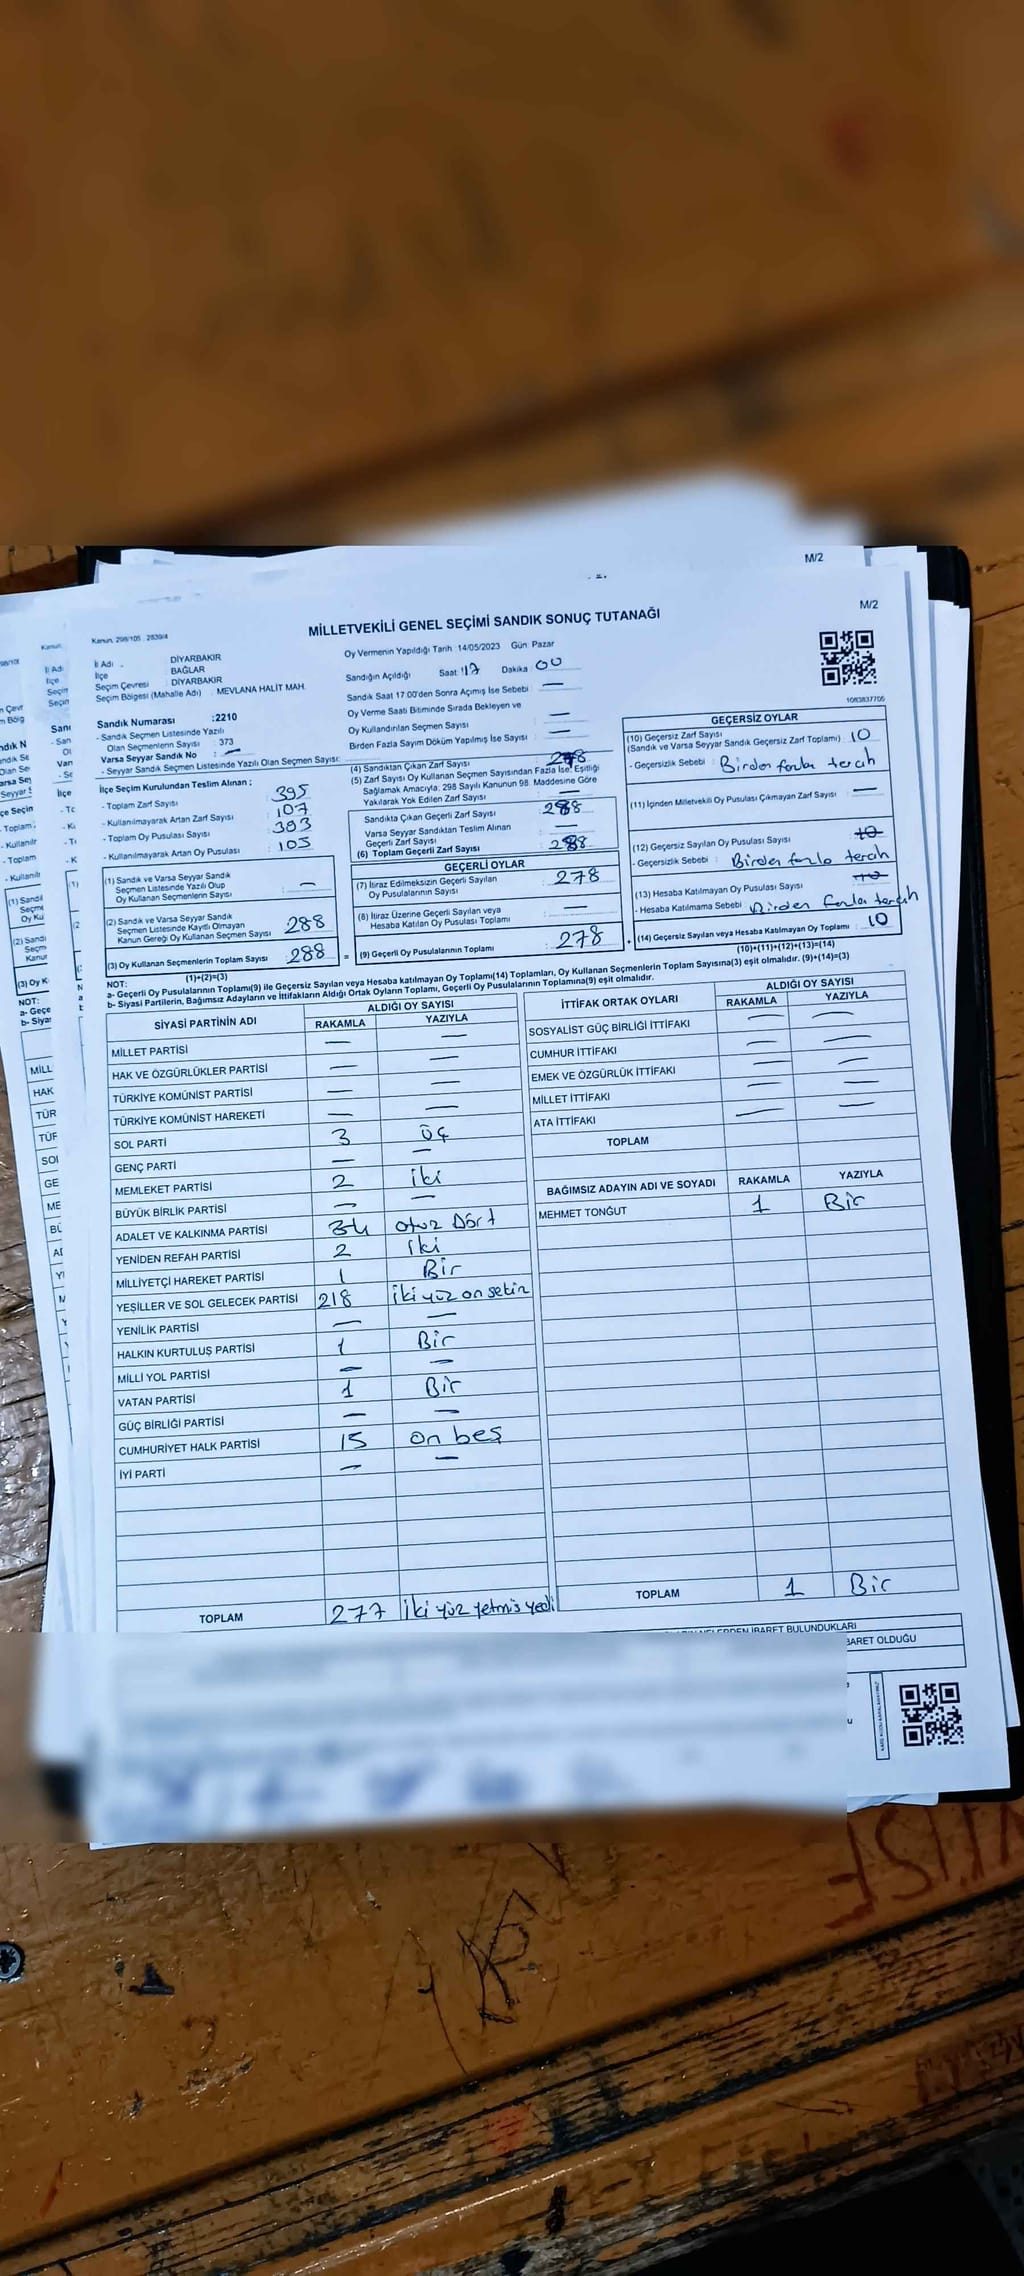 M/2
M/2
Kanun, 298/105 , 2839/4
MİLLETVEKİLİ GENEL SEÇİMİ SANDIK SONUÇ TUTANAĞI
İl Adı : DİYARBAKIR
İlçe BAĞLAR
Seçim Çevresi DİYARBAKIR
Seçim Bölgesi (Mahalle Adı) : MEVLANA HALİT MAH.
Sandık Numarası :2210
- Sandık Seçmen Listesinde Yazılı
Olan Seçmenlerin Sayısı : 373
Varsa Seyyar Sandık No : —
- Seyyar Sandık Seçmen Listesinde Yazılı Olan Seçmen Sayısı:
İlçe Seçim Kurulundan Teslim Alınan ;
- Toplam Zarf Sayısı : 395
- Kullanılmayarak Artan Zarf Sayısı : 107
- Toplam Oy Pusulası Sayısı : 393
- Kullanılmayarak Artan Oy Pusulası : 105
(1) Sandık ve Varsa Seyyar Sandık
Seçmen Listesinde Yazılı Olup
Oy Kullanan Seçmenlerin Sayısı : —
(2) Sandık ve Varsa Seyyar Sandık
Seçmen Listesinde Kayıtlı Olmayan
Kanun Gereği Oy Kullanan Seçmen Sayısı : 288
(3) Oy Kullanan Seçmenlerin Toplam Sayısı : 288
(1)+(2)=(3)
Oy Vermenin Yapıldığı Tarih 14/05/2023 Gün: Pazar
Sandığın Açıldığı Saat : 17 Dakika 00
Sandık Saat 17.00'den Sonra Açımış İse Sebebi —
Oy Verme Saati Bitiminde Sırada Bekleyen ve
Oy Kullandırılan Seçmen Sayısı —
Birden Fazla Sayım Döküm Yapılmış İse Sayısı : —
(4) Sandıktan Çıkan Zarf Sayısı
(5) Zarf Sayısı Oy Kullanan Seçmen Sayısından Fazla İse; Eşitliği
Sağlamak Amacıyla; 298 Sayılı Kanunun 98. Maddesine Göre
Yakılarak Yok Edilen Zarf Sayısı : —
Sandıkta Çıkan Geçerli Zarf Sayısı : 288
Varsa Seyyar Sandıktan Teslim Alınan
Geçerli Zarf Sayısı : —
(6) Toplam Geçerli Zarf Sayısı : 288
GEÇERLİ OYLAR
(7) İtiraz Edilmeksizin Geçerli Sayılan
Oy Pusulalarının Sayısı : 278
(8) İtiraz Üzerine Geçerli Sayılan veya
Hesaba Katılan Oy Pusulası Toplamı : —
(9) Geçerli Oy Pusulalarının Toplamı : 278
1083837705
GEÇERSİZ OYLAR
(10) Geçersiz Zarf Sayısı
(Sandık ve Varsa Seyyar Sandık Geçersiz Zarf Toplamı) : 10
- Geçersizlik Sebebi : Birden fazla tercih
(11) İçinden Milletvekili Oy Pusulası Çıkmayan Zarf Sayısı : —
(12) Geçersiz Sayılan Oy Pusulası Sayısı : 10
- Geçersizlik Sebebi : Birden fazla tercih
(13) Hesaba Katılmayan Oy Pusulası Sayısı : 10
- Hesaba Katılmama Sebebi : Birden fazla tercih
(14) Geçersiz Sayılan veya Hesaba Katılmayan Oy Toplamı : 10
(10)+(11)+(12)+(13)=(14)
NOT:
a- Geçerli Oy Pusulalarının Toplamı(9) ile Geçersiz Sayılan veya Hesaba katılmayan Oy Toplamı(14) Toplamları, Oy Kullanan Seçmenlerin Toplam Sayısına(3) eşit olmalıdır. (9)+(14)=(3)
b- Siyasi Partilerin, Bağımsız Adayların ve İttifakların Aldığı Ortak Oyların Toplamı, Geçerli Oy Pusulalarının Toplamına(9) eşit olmalıdır.
SİYASİ PARTİNİN ADI ALDIĞI OY SAYISI
RAKAMLA YAZIYLA
MİLLET PARTİSİ — —
HAK VE ÖZGÜRLÜKLER PARTİSİ — —
TÜRKİYE KOMÜNİST PARTİSİ — —
TÜRKİYE KOMÜNİST HAREKETİ — —
SOL PARTİ 3 üç
GENÇ PARTİ — —
MEMLEKET PARTİSİ 2 iki
BÜYÜK BİRLİK PARTİSİ — —
ADALET VE KALKINMA PARTİSİ 34 otuz Dört
YENİDEN REFAH PARTİSİ 2 iki
MİLLİYETÇİ HAREKET PARTİSİ 1 Bir
YEŞİLLER VE SOL GELECEK PARTİSİ 218 iki yüz on sekiz
YENİLİK PARTİSİ — —
HALKIN KURTULUŞ PARTİSİ 1 Bir
MİLLİ YOL PARTİSİ — —
VATAN PARTİSİ 1 Bir
GÜÇ BİRLİĞİ PARTİSİ — —
CUMHURİYET HALK PARTİSİ 15 on beş
İYİ PARTİ — —
TOPLAM 277 iki yüz yetmiş yedi
İTTİFAK ORTAK OYLARI ALDIĞI OY SAYISI
RAKAMLA YAZIYLA
SOSYALİST GÜÇ BİRLİĞİ İTTİFAKI — —
CUMHUR İTTİFAKI — —
EMEK VE ÖZGÜRLÜK İTTİFAKI — —
MİLLET İTTİFAKI — —
ATA İTTİFAKI — —
TOPLAM
BAĞIMSIZ ADAYIN ADI VE SOYADI RAKAMLA YAZIYLA
MEHMET TONĞUT 1 Bir
TOPLAM 1 Bir
İBARET BULUNDUKLARI
OLDUĞU